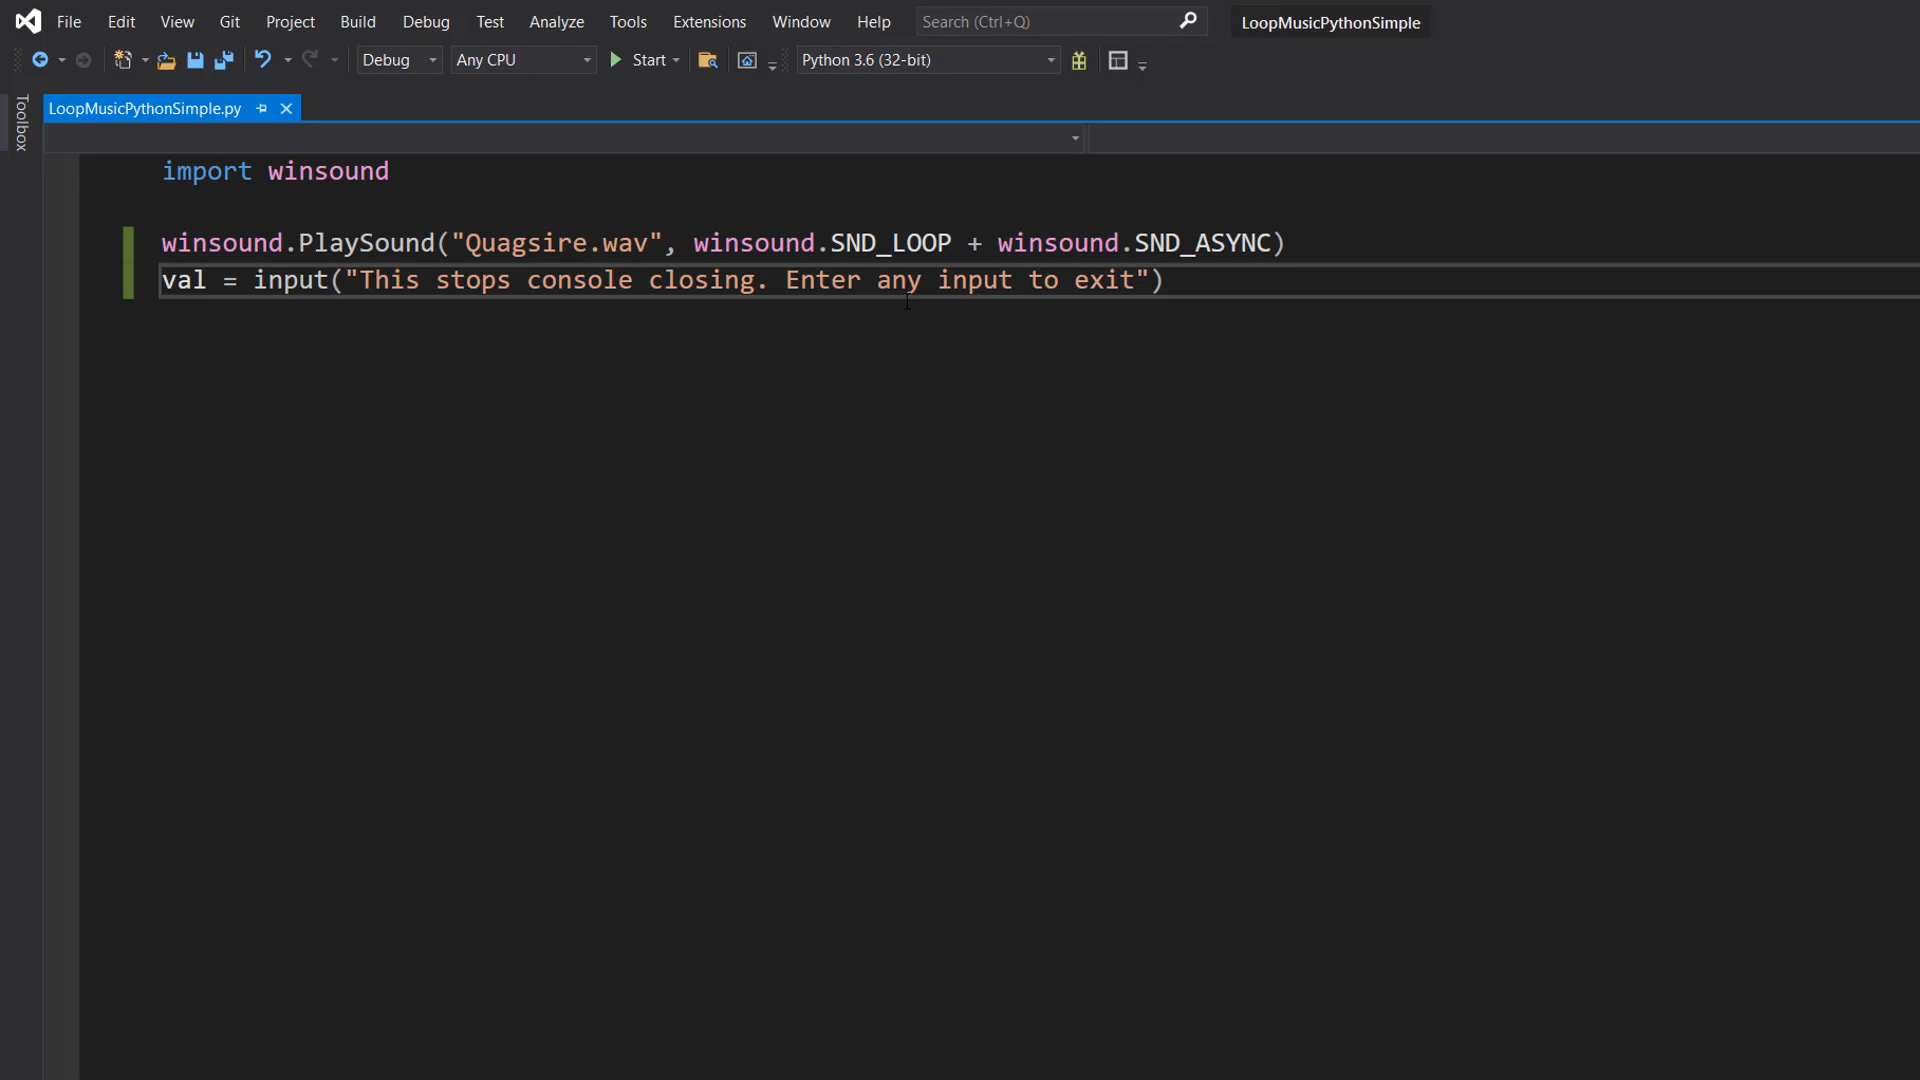 File Edit View Git Project Build Debug Test Analyze Tools Extensions Window Help Search (Ctrl+Q) LoopMusicPythonSimple
Debug Any CPU Start Python 3.6 (32-bit)
Toolbox
LoopMusicPythonSimple.py
import winsound
winsound.PlaySound("Quagsire.wav", winsound.SND_LOOP + winsound.SND_ASYNC)
val = input("This stops console closing. Enter any input to exit")